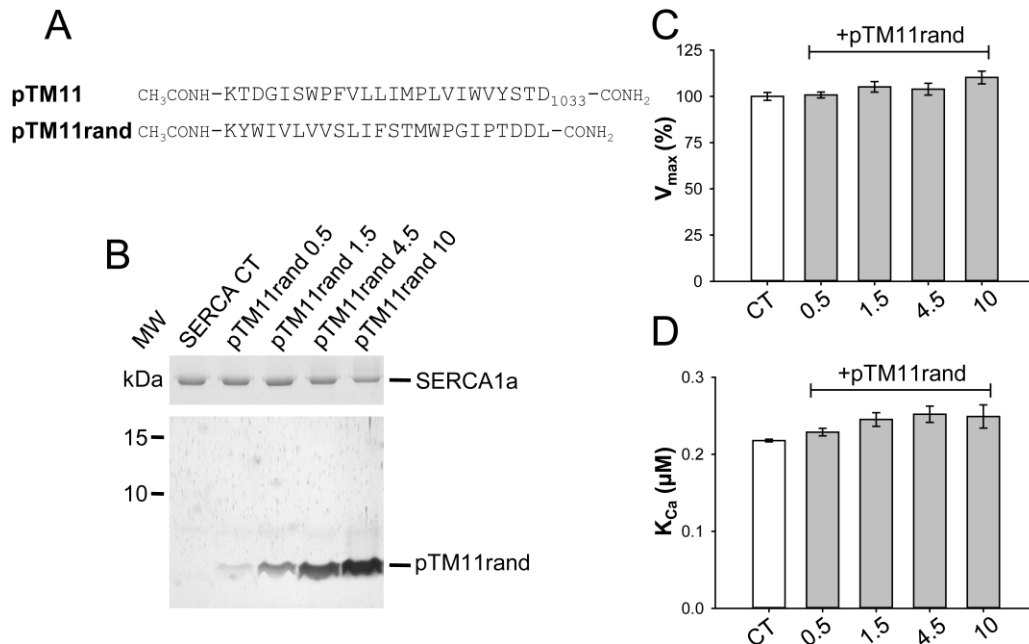 A
pTM11 CH₃CONH–KTDGISWPFVLLIMPLVIWVYSTD₁₀₃₃–CONH₂
pTM11rand CH₃CONH–KYWIVLVVSLIFSTMWPGIPTDDL–CONH₂
B
MW
SERCA CT
pTM11rand 0.5
pTM11rand 1.5
pTM11rand 4.5
pTM11rand 10
kDa
SERCA1a
15
10
pTM11rand
C
+pTM11rand
Vmax (%)
125
100
75
50
25
0
CT 0.5 1.5 4.5 10
D
+pTM11rand
KCa (µM)
0.3
0.2
0.1
0.0
CT 0.5 1.5 4.5 10